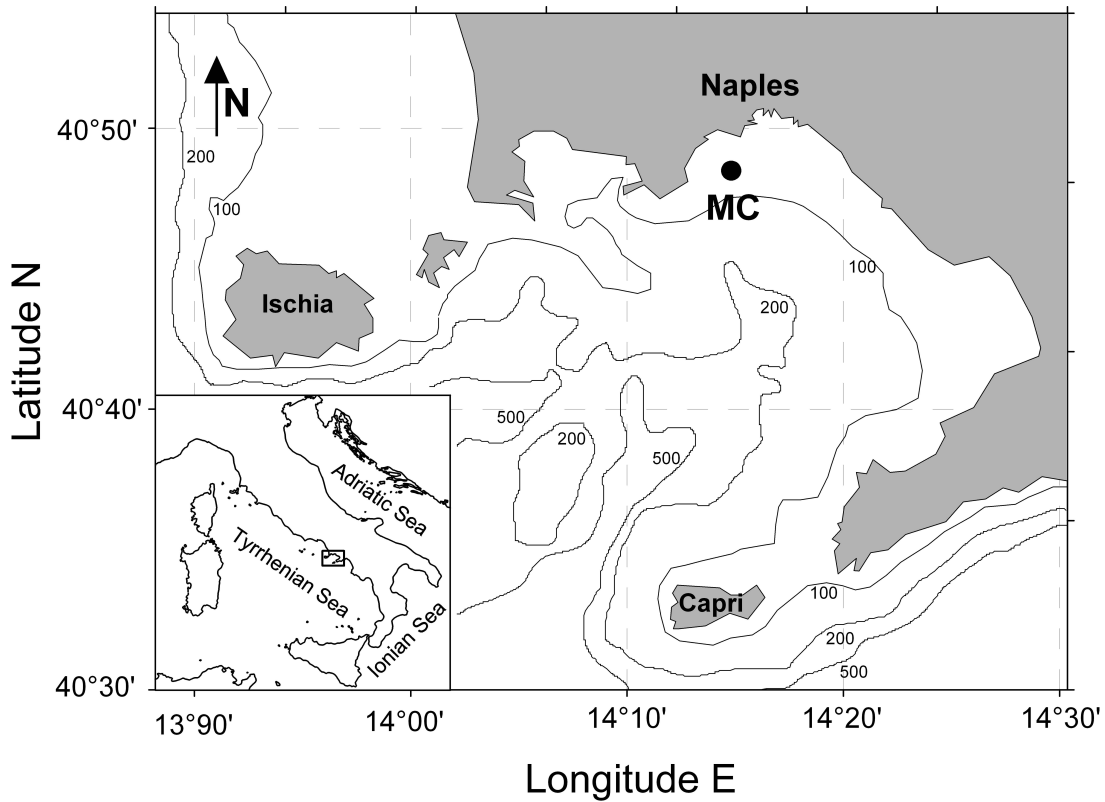 Naples
N
40°50'
200
MC
100
100
Ischia
200
Latitude N
40°40'
500
200
500
Adriatic Sea
Tyrrhenian Sea
Ionian Sea
Capri
100
200
500
40°30'
13°90'
14°00'
14°10'
14°20'
14°30'
Longitude E